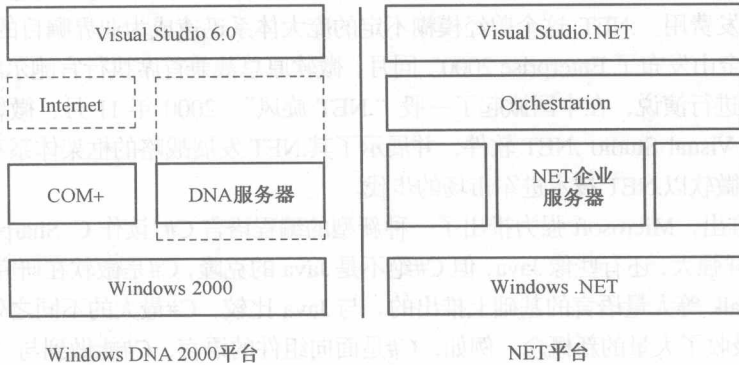 Visual Studio 6.0
Internet
COM+
DNA服务器
Windows 2000
Windows DNA 2000平台
Visual Studio.NET
Orchestration
NET企业
服务器
Windows .NET
NET平台